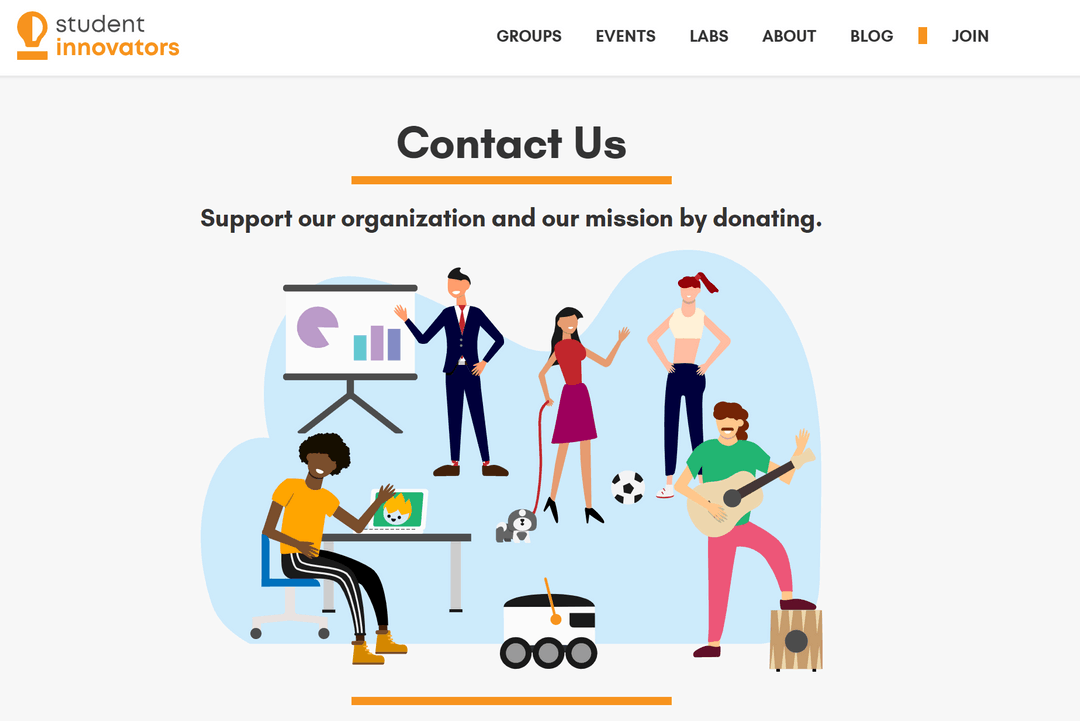 student
innovators
GROUPS EVENTS LABS ABOUT BLOG JOIN
Contact Us
Support our organization and our mission by donating.